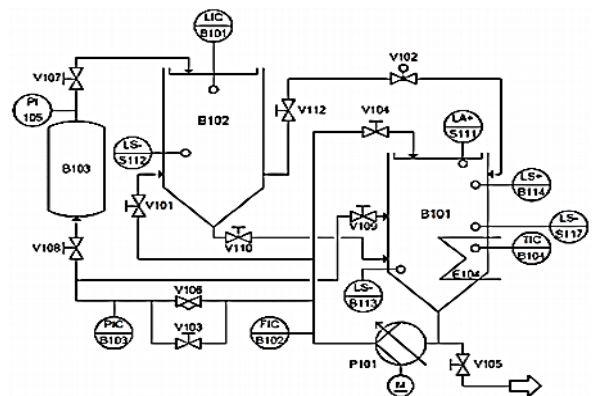 LIC
B101
V107
V102
PI
105
V112
V104
LA+
S111
B102
LS-
S112
B103
LS+
B114
V101
B101
V109
LS-
S117
V108
V110
TIC
B104
E104
LS-
B113
V106
PIC
B103
V103
FIC
B102
P101
V105
M